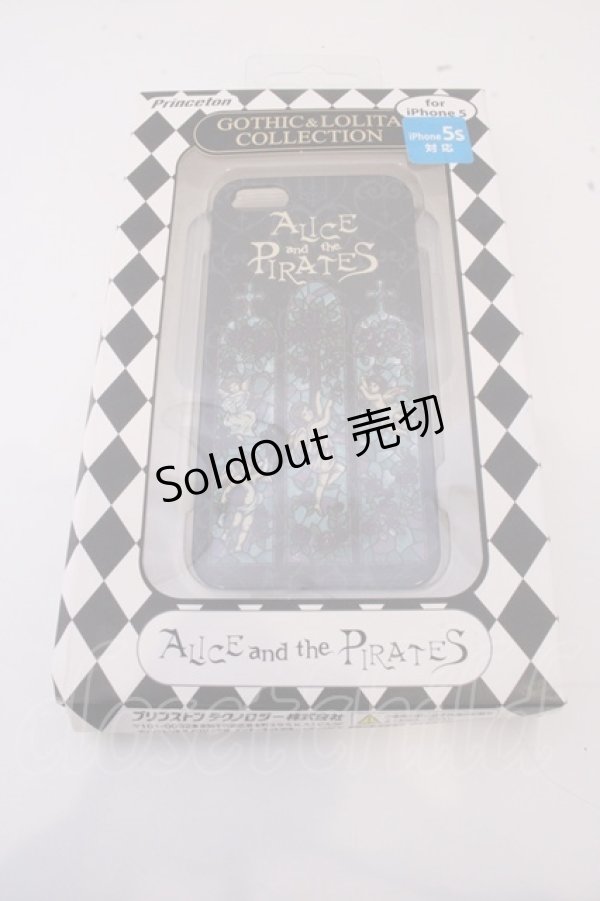 Princeton
for
iPhone 5
GOTHIC & LOLITA
COLLECTION
iPhone 5s
対応
ALICE
and the
PIRATES
SoldOut 売切
ALICE and the PIRATES
プリンストン テクノロジー 株式会社
closet child